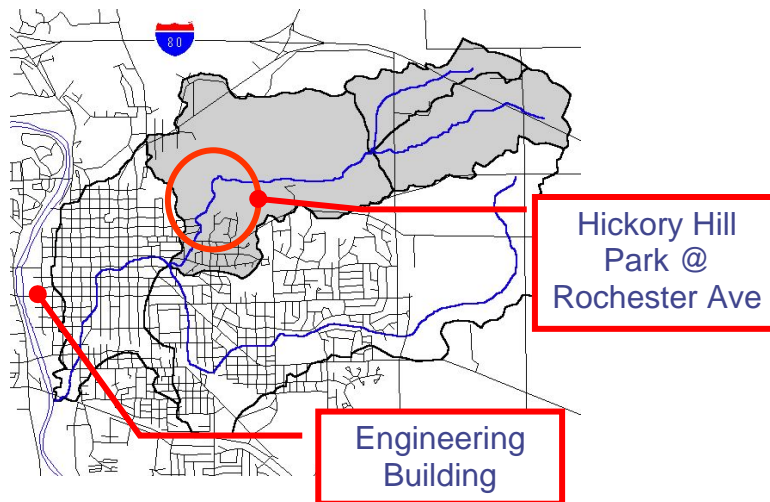 80
Hickory Hill
Park @
Rochester Ave
Engineering
Building